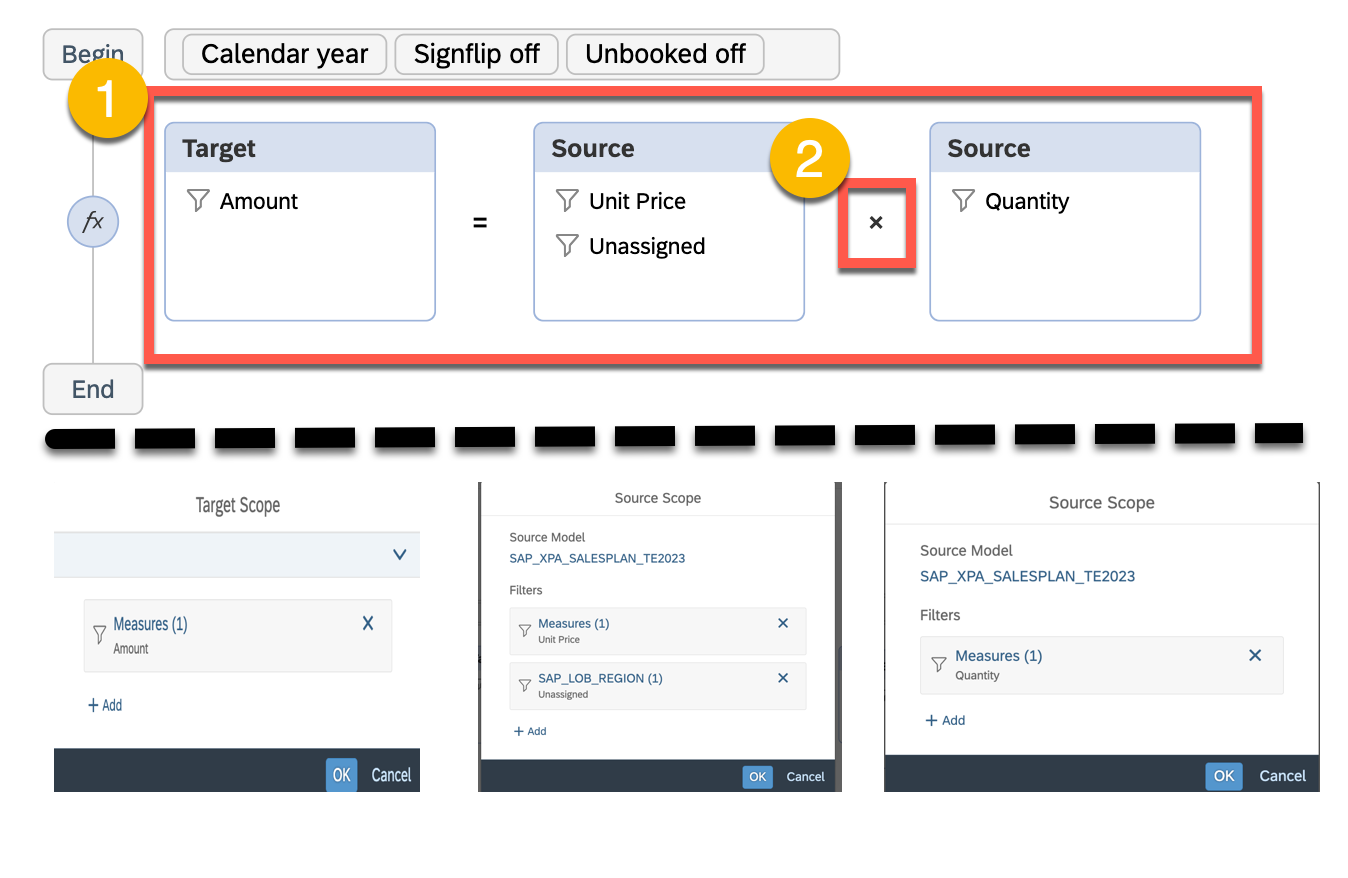 Begin
Calendar year
Signflip off
Unbooked off
1
Target
Source
2
Source
Amount
Unit Price
Quantity
fx
=
×
Unassigned
End
Target Scope
Measures (1)
Amount
+ Add
OK Cancel
Source Scope
Source Model
SAP_XPA_SALESPLAN_TE2023
Filters
Measures (1)
Unit Price
SAP_LOB_REGION (1)
Unassigned
+ Add
OK Cancel
Source Scope
Source Model
SAP_XPA_SALESPLAN_TE2023
Filters
Measures (1)
Quantity
+ Add
OK Cancel